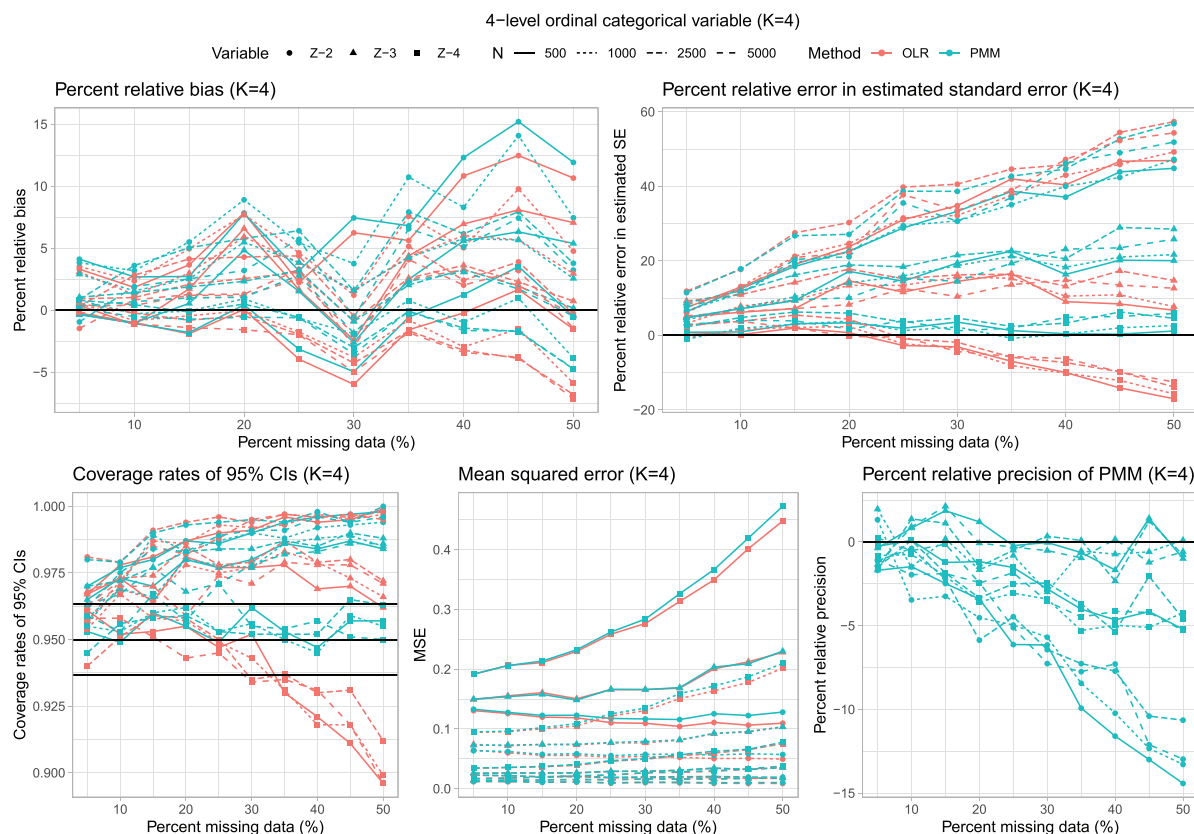 4−level ordinal categorical variable (K=4)
Variable Z−2 Z−3 Z−4 N 500 1000 2500 5000 Method OLR PMM
Percent relative bias (K=4)
Percent relative bias
15
10
5
0
−5
10 20 30 40 50
Percent missing data (%)
Percent relative error in estimated standard error (K=4)
Percent relative error in estimated SE
60
40
20
0
−20
10 20 30 40 50
Percent missing data (%)
Coverage rates of 95% CIs (K=4)
Coverage rates of 95% CIs
1.000
0.975
0.950
0.925
0.900
10 20 30 40 50
Percent missing data (%)
Mean squared error (K=4)
MSE
0.4
0.3
0.2
0.1
0.0
10 20 30 40 50
Percent missing data (%)
Percent relative precision of PMM (K=4)
Percent relative precision
0
−5
−10
−15
10 20 30 40 50
Percent missing data (%)